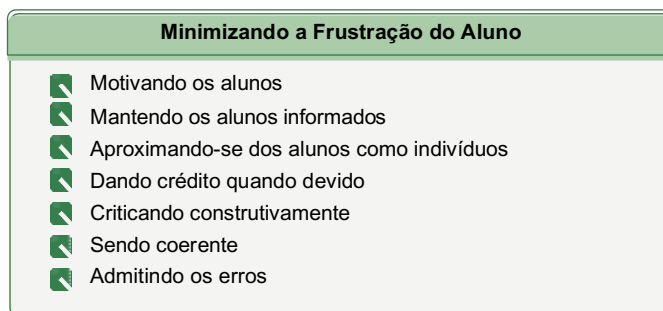 Minimizando a Frustração do Aluno
Motivando os alunos
Mantendo os alunos informados
Aproximando-se dos alunos como indivíduos
Dando crédito quando devido
Criticando construtivamente
Sendo coerente
Admitindo os erros